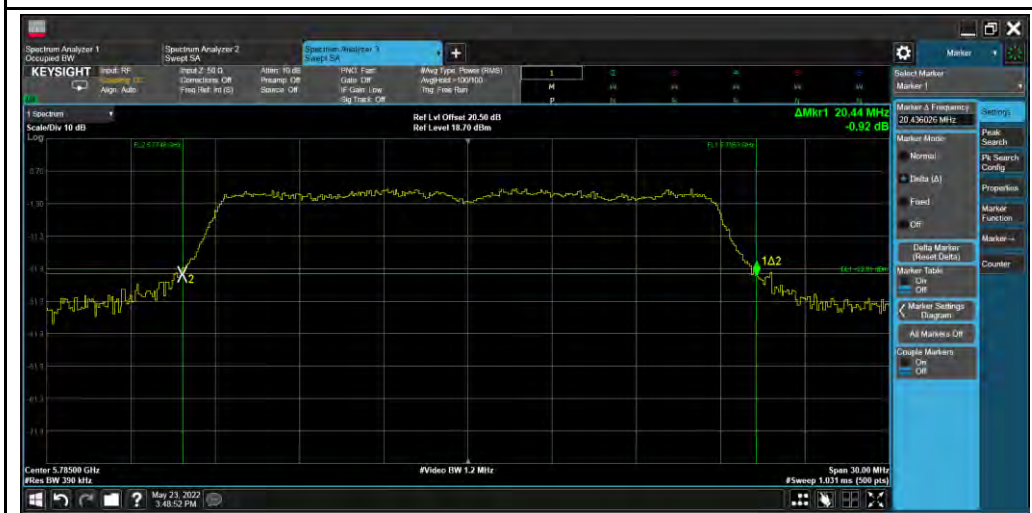 Spectrum Analyzer 1
Occupied BW
Spectrum Analyzer 2
Swept SA
Spectrum Analyzer 3
Swept SA
Marker
KEYSIGHT
Input: RF
Align: Auto
Input Z: 50 Ω
Corrections: Off
Freq Ref: Int (S)
Atten: 10 dB
Preamp: Off
Source: Off
PNO: Fast
Gate: Off
IF Gain: Low
Sig Track: Off
#Avg Type: Power (RMS)
Avg|Hold >100/100
Trig: Free Run
1
M
P
Select Marker
Marker 1
1 Spectrum
Scale/Div 10 dB
Log
Ref Lvl Offset 20.50 dB
Ref Level 18.70 dBm
ΔMkr1 20.44 MHz
-0.92 dB
2
1Δ2
Center 5.78500 GHz
#Res BW 390 kHz
#Video BW 1.2 MHz
Span 30.00 MHz
#Sweep 1.031 ms (500 pts)
Marker Δ Frequency
20.436026 MHz
Marker Mode
Normal
Delta (Δ)
Fixed
Off
Delta Marker
(Reset Delta)
Marker Table
On
Off
Marker Settings
Diagram
All Markers Off
Couple Markers
On
Off
Settings
Peak
Search
Pk Search
Config
Properties
Marker
Function
Marker→
Counter
May 23, 2022
3:48:52 PM